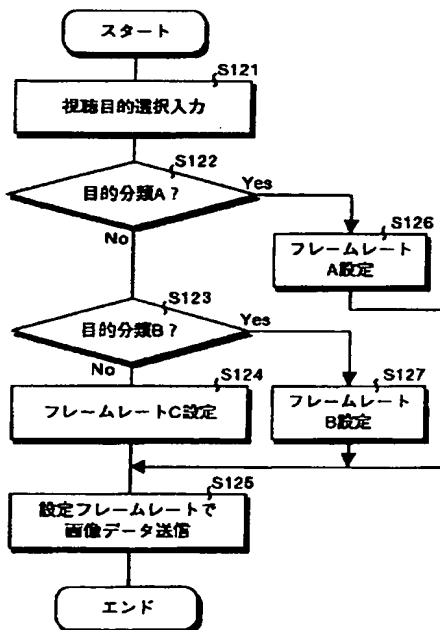 スタート
S121
視聴目的選択入力
S122
目的分類A?
Yes
No
S126
フレームレート
A設定
S123
目的分類B?
Yes
No
S124
フレームレートC設定
S127
フレームレート
B設定
S125
設定フレームレートで
画像データ送信
エンド